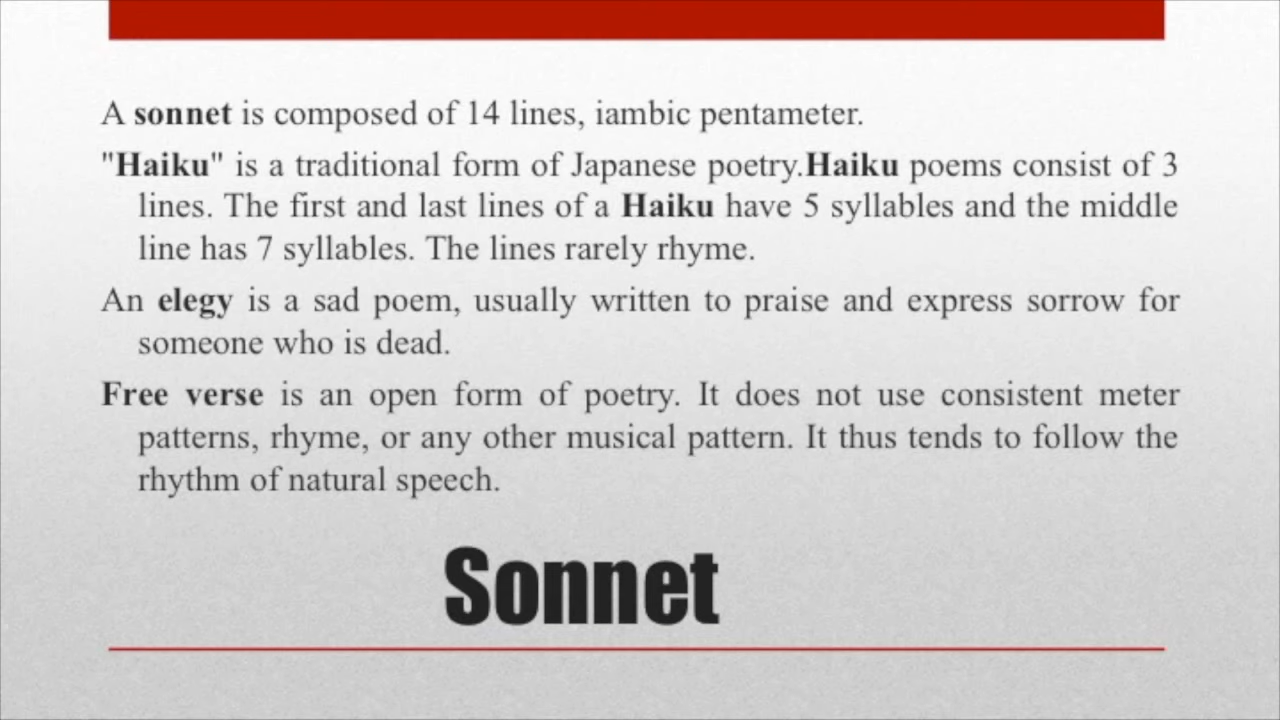 A sonnet is composed of 14 lines, iambic pentameter.
"Haiku" is a traditional form of Japanese poetry.Haiku poems consist of 3
lines. The first and last lines of a Haiku have 5 syllables and the middle
line has 7 syllables. The lines rarely rhyme.
An elegy is a sad poem, usually written to praise and express sorrow for
someone who is dead.
Free verse is an open form of poetry. It does not use consistent meter
patterns, rhyme, or any other musical pattern. It thus tends to follow the
rhythm of natural speech.
Sonnet